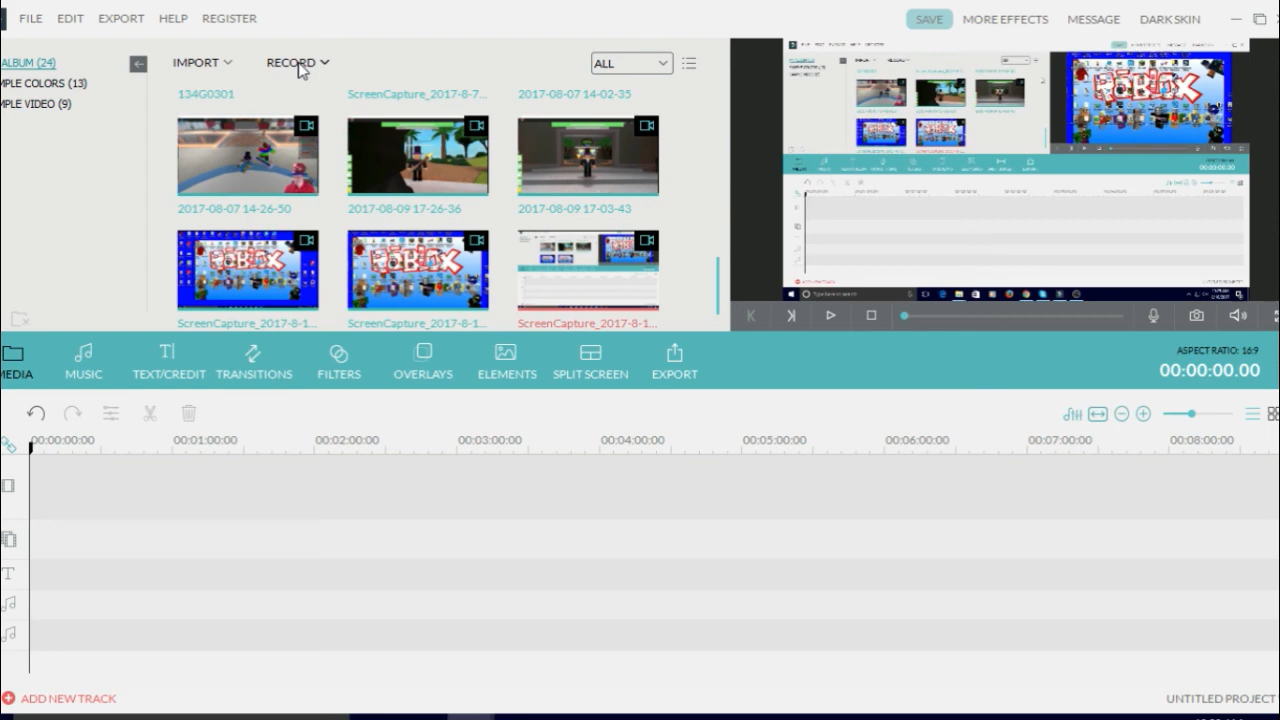 FILE EDIT EXPORT HELP REGISTER SAVE MORE EFFECTS MESSAGE DARK SKIN
ALBUM (24) IMPORT RECORD ALL
MPLE COLORS (13)
MPLE VIDEO (9)
134G0301 ScreenCapture_2017-8-7... 2017-08-07 14-02-35
2017-08-07 14-26-50 2017-08-09 17-26-36 2017-08-09 17-03-43
ROBLOX ROBLOX
ROBLOX
ScreenCapture_2017-8-1... ScreenCapture_2017-8-1... ScreenCapture_2017-8-1...
MEDIA MUSIC TEXT/CREDIT TRANSITIONS FILTERS OVERLAYS ELEMENTS SPLIT SCREEN EXPORT
ASPECT RATIO: 16:9
00:00:00.00
00:00:00:00 00:01:00:00 00:02:00:00 00:03:00:00 00:04:00:00 00:05:00:00 00:06:00:00 00:07:00:00 00:08:00:00
ADD NEW TRACK UNTITLED PROJECT